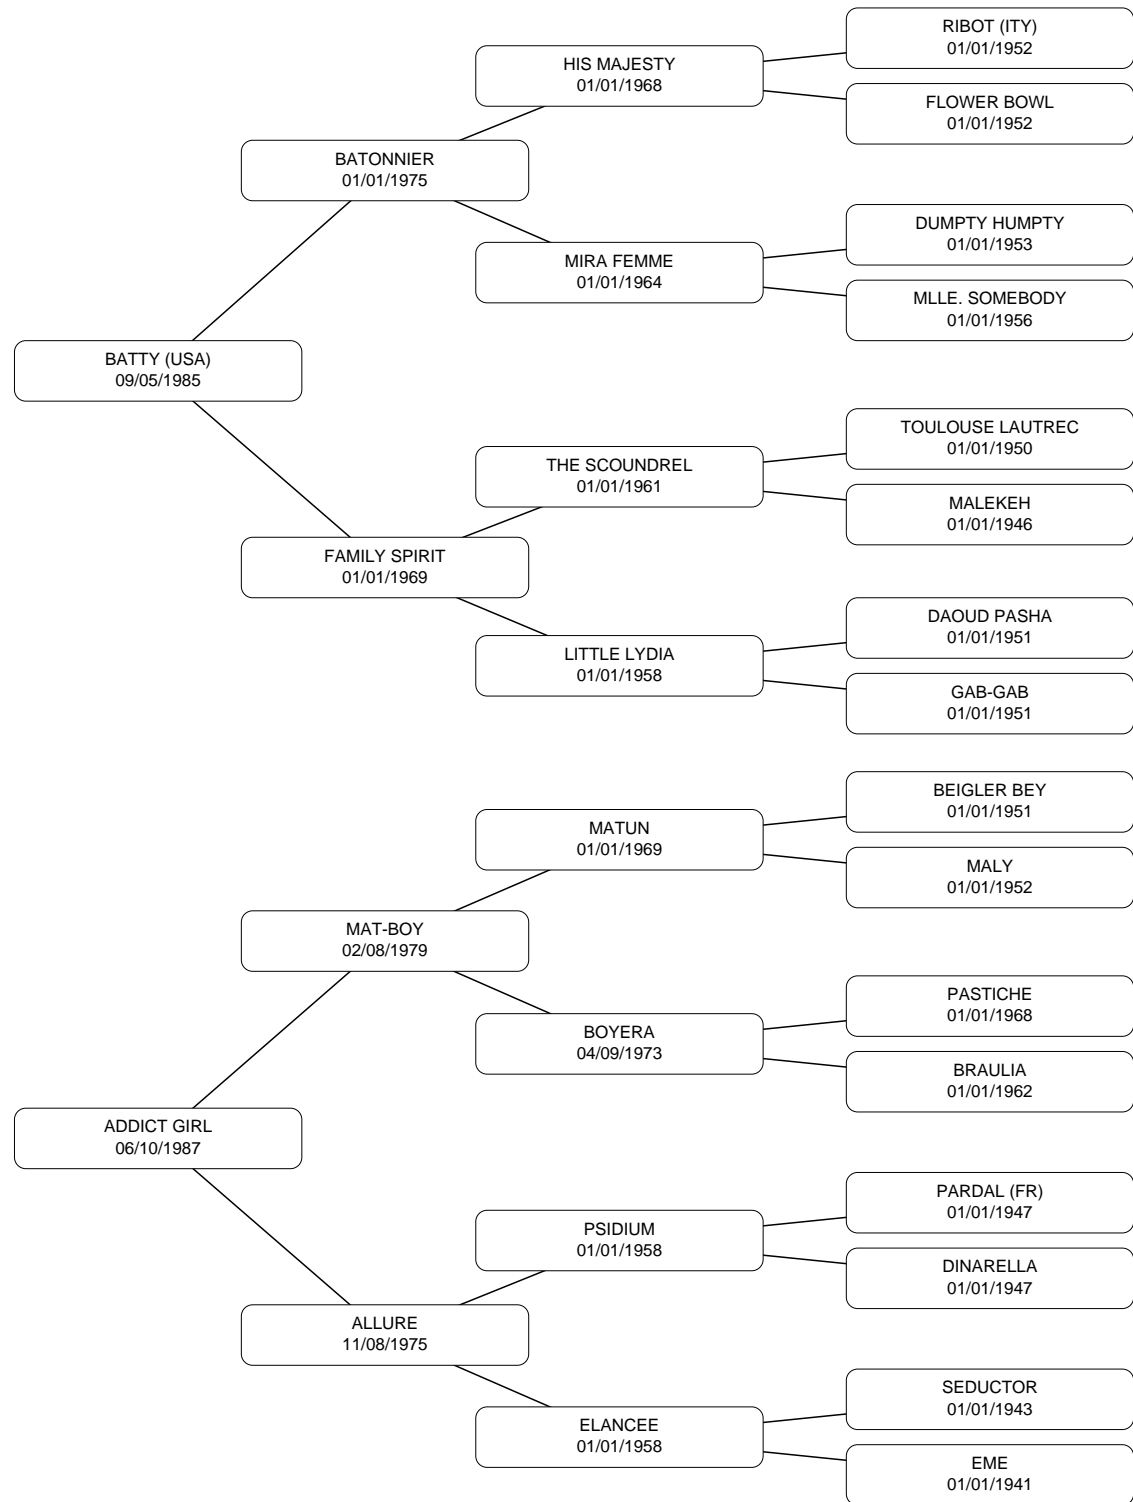 RIBOT (ITY)
01/01/1952
HIS MAJESTY
01/01/1968
FLOWER BOWL
01/01/1952
BATONNIER
01/01/1975
DUMPTY HUMPTY
01/01/1953
MIRA FEMME
01/01/1964
MLLE. SOMEBODY
01/01/1956
BATTY (USA)
09/05/1985
TOULOUSE LAUTREC
01/01/1950
THE SCOUNDREL
01/01/1961
MALEKEH
01/01/1946
FAMILY SPIRIT
01/01/1969
DAOUD PASHA
01/01/1951
LITTLE LYDIA
01/01/1958
GAB-GAB
01/01/1951
BEIGLER BEY
01/01/1951
MATUN
01/01/1969
MALY
01/01/1952
MAT-BOY
02/08/1979
PASTICHE
01/01/1968
BOYERA
04/09/1973
BRAULIA
01/01/1962
ADDICT GIRL
06/10/1987
PARDAL (FR)
01/01/1947
PSIDIUM
01/01/1958
DINARELLA
01/01/1947
ALLURE
11/08/1975
SEDUCTOR
01/01/1943
ELANCEE
01/01/1958
EME
01/01/1941